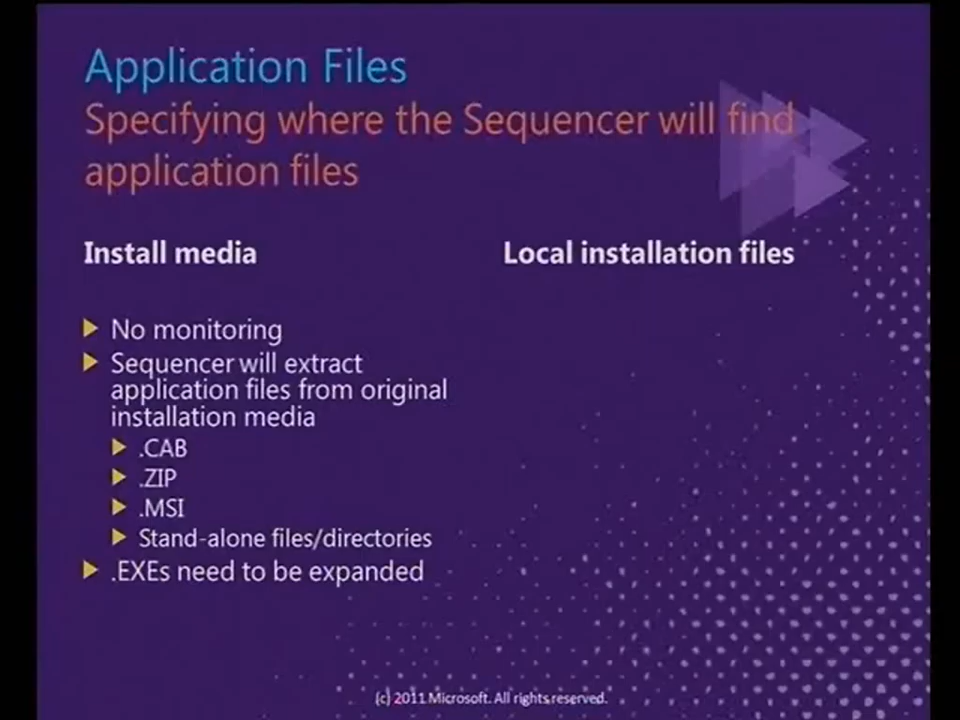 Application Files
Specifying where the Sequencer will find
application files
Install media
Local installation files
No monitoring
Sequencer will extract
application files from original
installation media
.CAB
.ZIP
.MSI
Stand-alone files/directories
.EXEs need to be expanded
(c) 2011 Microsoft. All rights reserved.